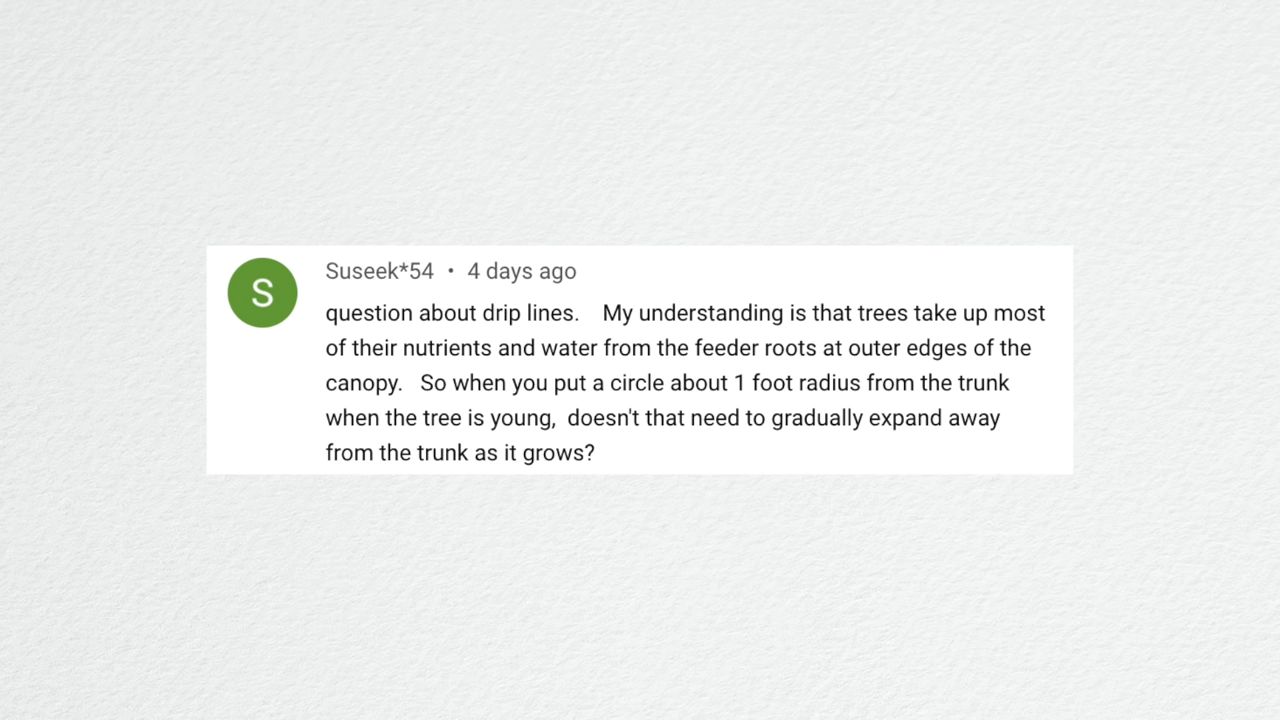 S
Suseek*54 • 4 days ago
question about drip lines.    My understanding is that trees take up most
of their nutrients and water from the feeder roots at outer edges of the
canopy.   So when you put a circle about 1 foot radius from the trunk
when the tree is young,  doesn't that need to gradually expand away
from the trunk as it grows?